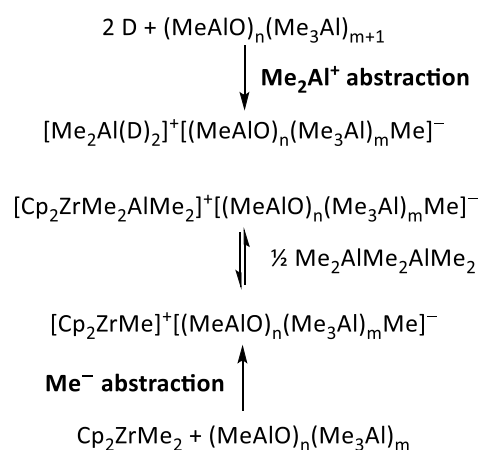 2 D + (MeAlO)ₙ(Me₃Al)ₘ₊₁
Me₂Al⁺ abstraction
[Me₂Al(D)₂]⁺[(MeAlO)ₙ(Me₃Al)ₘMe]⁻
[Cp₂ZrMe₂AlMe₂]⁺[(MeAlO)ₙ(Me₃Al)ₘMe]⁻
½ Me₂AlMe₂AlMe₂
[Cp₂ZrMe]⁺[(MeAlO)ₙ(Me₃Al)ₘMe]⁻
Me⁻ abstraction
Cp₂ZrMe₂ + (MeAlO)ₙ(Me₃Al)ₘ